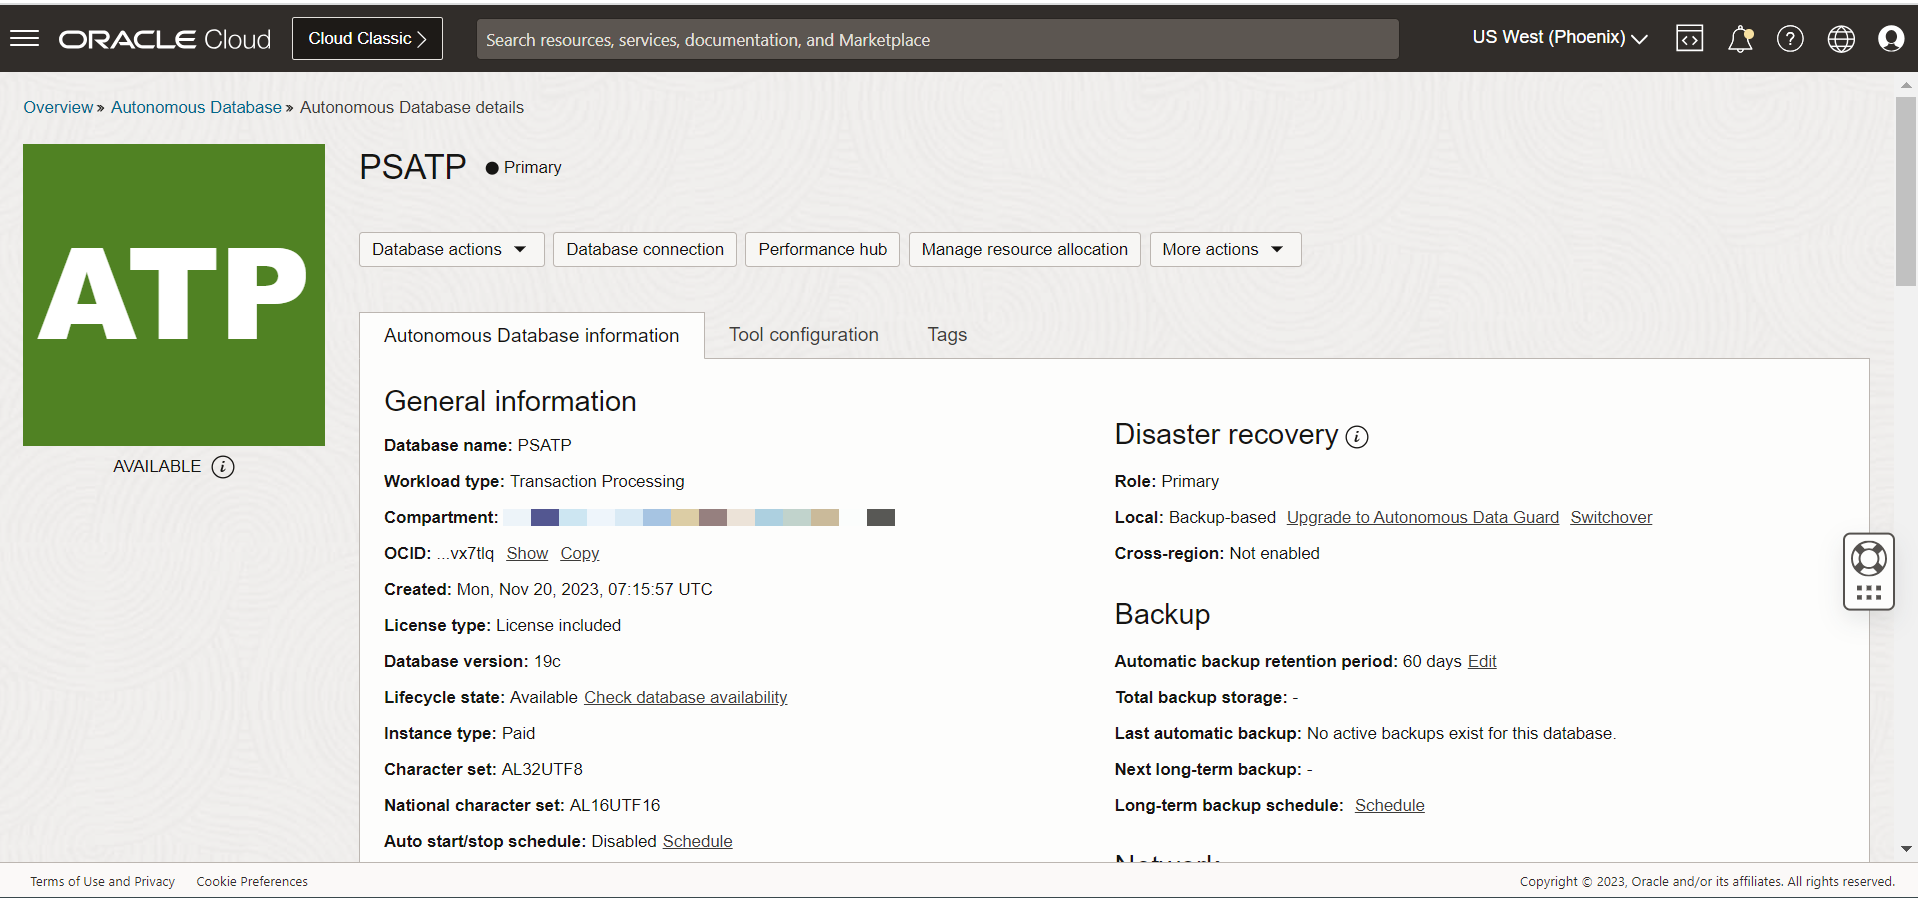 ORACLE Cloud Cloud Classic Search resources, services, documentation, and Marketplace US West (Phoenix)
Overview » Autonomous Database » Autonomous Database details
ATP
AVAILABLE
PSATP Primary
Database actions Database connection Performance hub Manage resource allocation More actions
Autonomous Database information Tool configuration Tags
General information
Database name: PSATP
Workload type: Transaction Processing
Compartment:
OCID: ...vx7tlq Show Copy
Created: Mon, Nov 20, 2023, 07:15:57 UTC
License type: License included
Database version: 19c
Lifecycle state: Available Check database availability
Instance type: Paid
Character set: AL32UTF8
National character set: AL16UTF16
Auto start/stop schedule: Disabled Schedule
Disaster recovery
Role: Primary
Local: Backup-based Upgrade to Autonomous Data Guard Switchover
Cross-region: Not enabled
Backup
Automatic backup retention period: 60 days Edit
Total backup storage: -
Last automatic backup: No active backups exist for this database.
Next long-term backup: -
Long-term backup schedule: Schedule
Network
Terms of Use and Privacy Cookie Preferences Copyright © 2023, Oracle and/or its affiliates. All rights reserved.